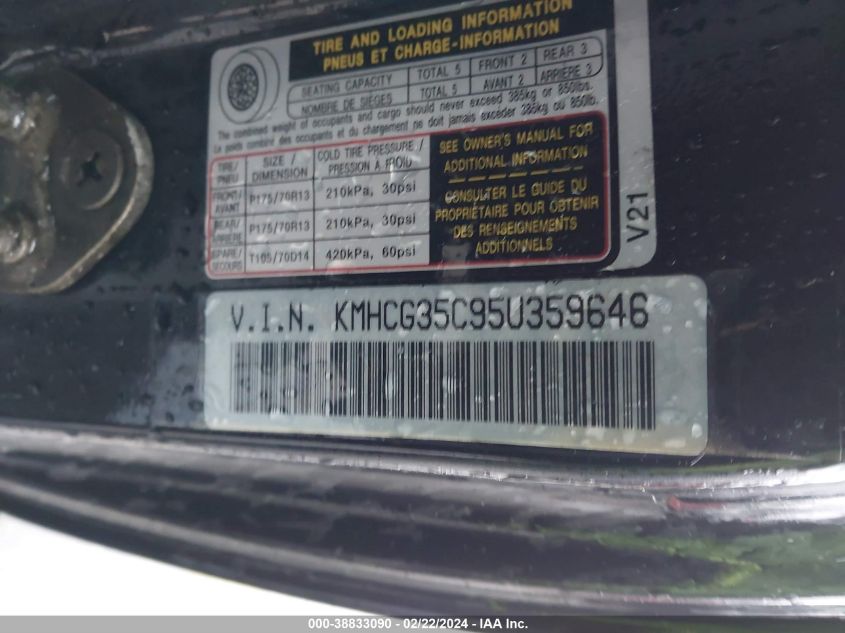 TIRE AND LOADING INFORMATION
PNEUS ET CHARGE-INFORMATION
SEATING CAPACITY TOTAL 5 FRONT 2 REAR 3
NOMBRE DE SIÈGES TOTAL 5 AVANT 2 ARRIÈRE 3
The combined weight of occupants and cargo should never exceed 385kg or 850lbs.
Le poids combiné des occupants et du chargement ne doit jamais excéder 385kg ou 850lb.
TIRE/ PNEU SIZE / DIMENSION COLD TIRE PRESSURE / PRESSION À FROID
FRONT/ AVANT P175/70R13 210kPa, 30psi
REAR/ ARRIÈRE P175/70R13 210kPa, 30psi
SPARE/ SECOURS T105/70D14 420kPa, 60psi
SEE OWNER'S MANUAL FOR
ADDITIONAL INFORMATION
CONSULTER LE GUIDE DU
PROPRIÉTAIRE POUR OBTENIR
DES RENSEIGNEMENTS
ADDITIONNELS
V21
V.I.N. KMHCG35C95U359646
000-38833090 - 02/22/2024 - IAA Inc.